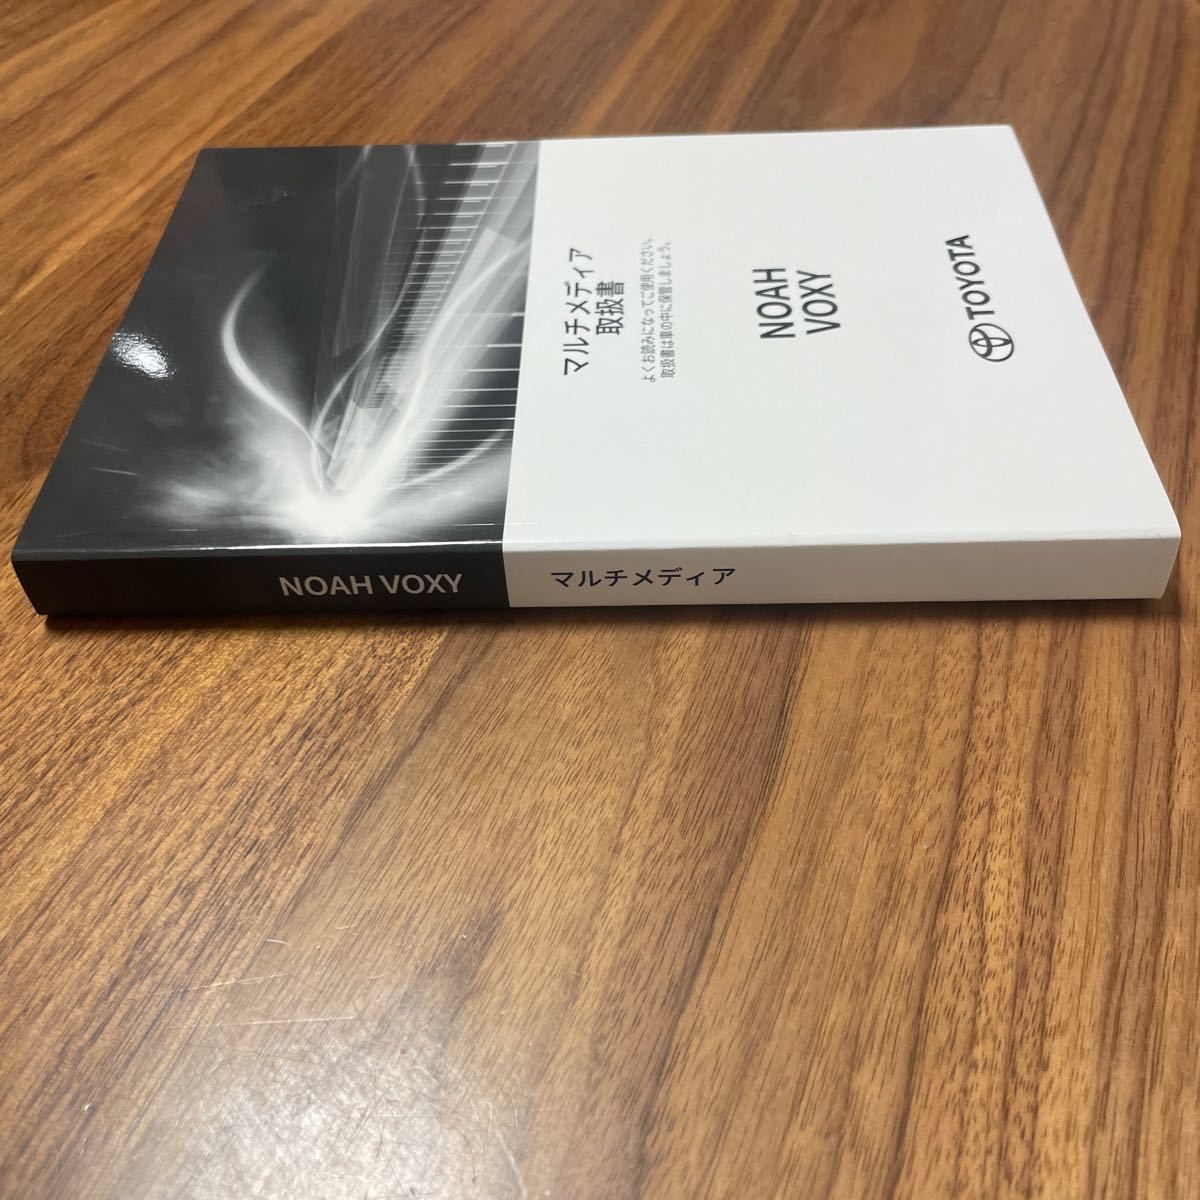 マルチメディア
取扱書
よくお読みになってご使用ください。
取扱書は車の中に保管しましょう。
NOAH
VOXY
TOYOTA
NOAH VOXY
マルチメディア